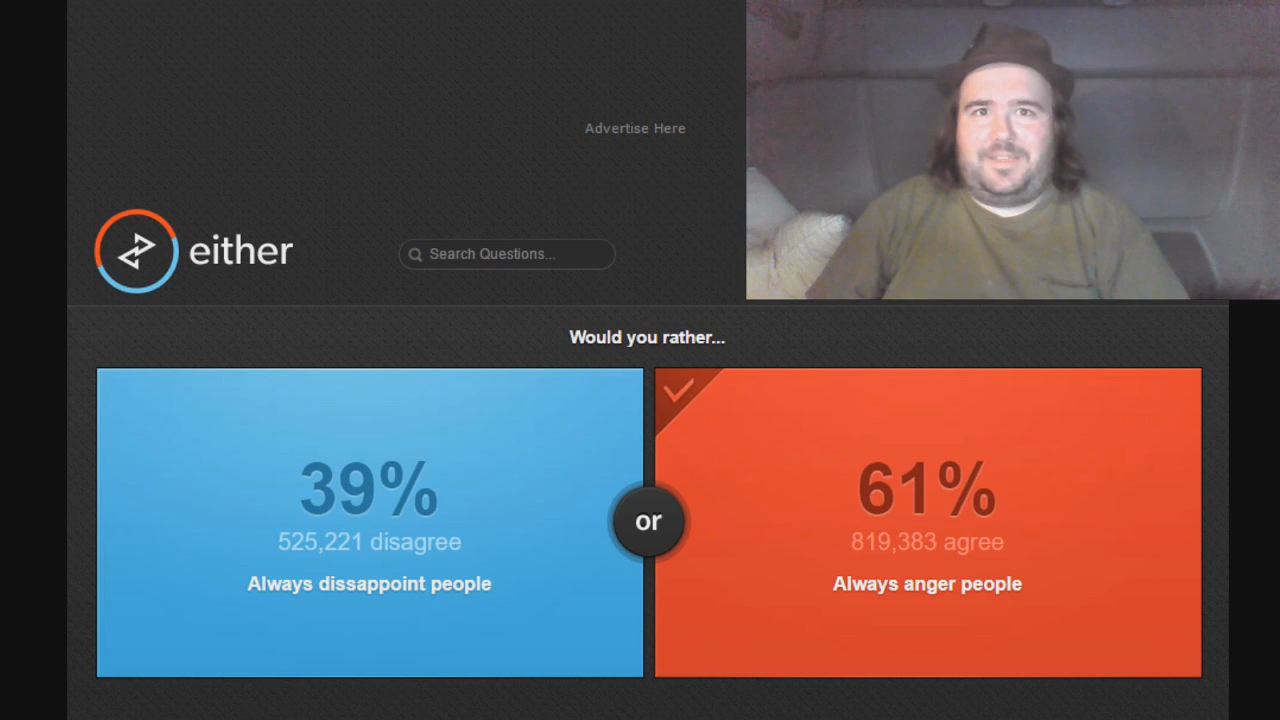 Advertise Here
either
Search Questions...
Would you rather...
39%
525,221 disagree
Always dissappoint people
or
61%
819,383 agree
Always anger people